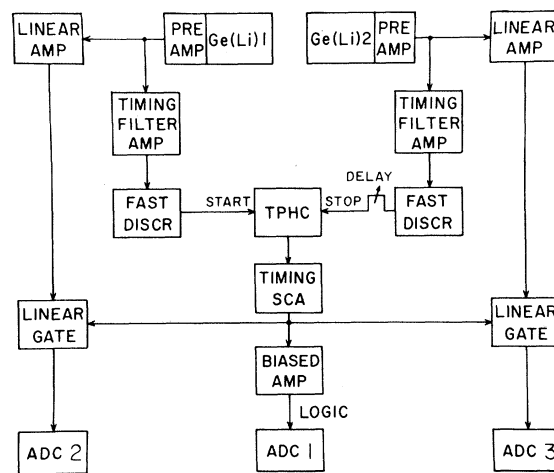 LINEAR
AMP
PRE
AMP
Ge(Li)1
Ge(Li)2
PRE
AMP
LINEAR
AMP
TIMING
FILTER
AMP
TIMING
FILTER
AMP
DELAY
FAST
DISCR
START
TPHC
STOP
FAST
DISCR
TIMING
SCA
LINEAR
GATE
LINEAR
GATE
BIASED
AMP
LOGIC
ADC 2
ADC 1
ADC 3